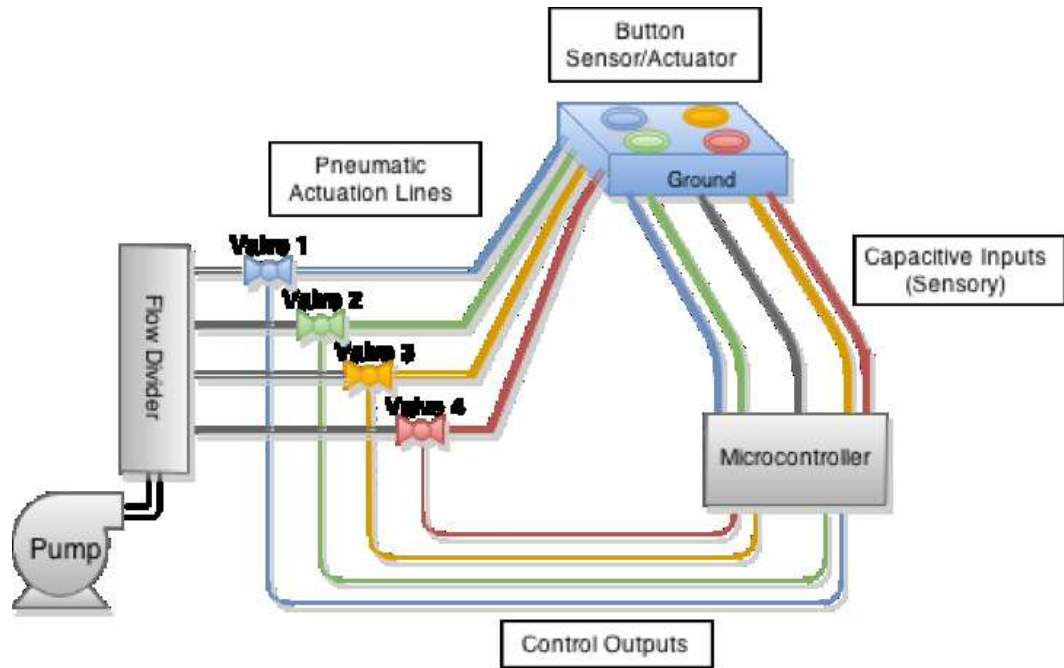 Button
Sensor/Actuator
Pneumatic
Actuation Lines
Ground
Valve 1
Capacitive Inputs
(Sensory)
Valve 2
Flow Divider
Valve 3
Valve 4
Microcontroller
Pump
Control Outputs